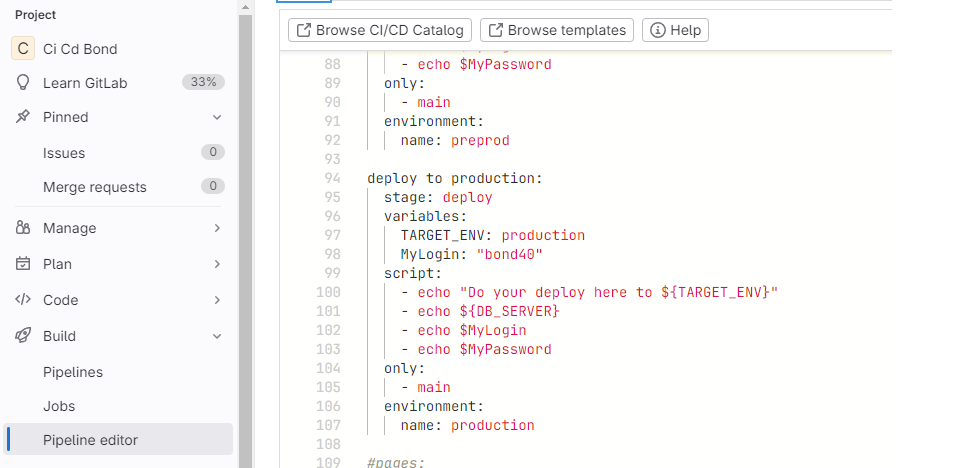 Project
C Ci Cd Bond
Learn GitLab 33%
Pinned
Issues 0
Merge requests 0
Manage
Plan
Code
Build
Pipelines
Jobs
Pipeline editor
Browse CI/CD Catalog Browse templates Help
88 - echo $MyPassword
89 only:
90 - main
91 environment:
92 name: preprod
93
94 deploy to production:
95 stage: deploy
96 variables:
97 TARGET_ENV: production
98 MyLogin: "bond40"
99 script:
100 - echo "Do your deploy here to ${TARGET_ENV}"
101 - echo ${DB_SERVER}
102 - echo $MyLogin
103 - echo $MyPassword
104 only:
105 - main
106 environment:
107 name: production
108
109 #pages: